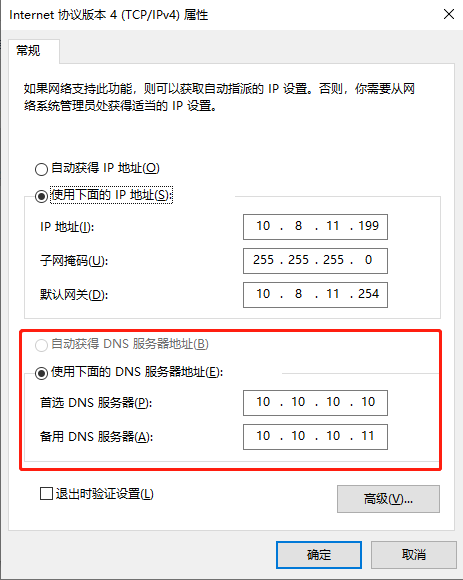 Internet 协议版本 4 (TCP/IPv4) 属性
常规
如果网络支持此功能，则可以获取自动指派的 IP 设置。否则，你需要从网
络系统管理员处获得适当的 IP 设置。
自动获得 IP 地址(O)
使用下面的 IP 地址(S):
IP 地址(I): 10 . 8 . 11 . 199
子网掩码(U): 255 . 255 . 255 . 0
默认网关(D): 10 . 8 . 11 . 254
自动获得 DNS 服务器地址(B)
使用下面的 DNS 服务器地址(E):
首选 DNS 服务器(P): 10 . 10 . 10 . 10
备用 DNS 服务器(A): 10 . 10 . 10 . 11
退出时验证设置(L)
高级(V)...
确定 取消